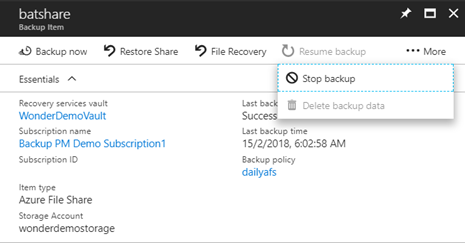 batshare
Backup Item
Backup now Restore Share File Recovery Resume backup ••• More
Essentials
Stop backup
Delete backup data
Recovery services vault
WonderDemoVault
Subscription name
Backup PM Demo Subscription1
Subscription ID
Item type
Azure File Share
Storage Account
wonderdemostorage
Last back
Success
Last backup time
15/2/2018, 6:02:58 AM
Backup policy
dailyafs